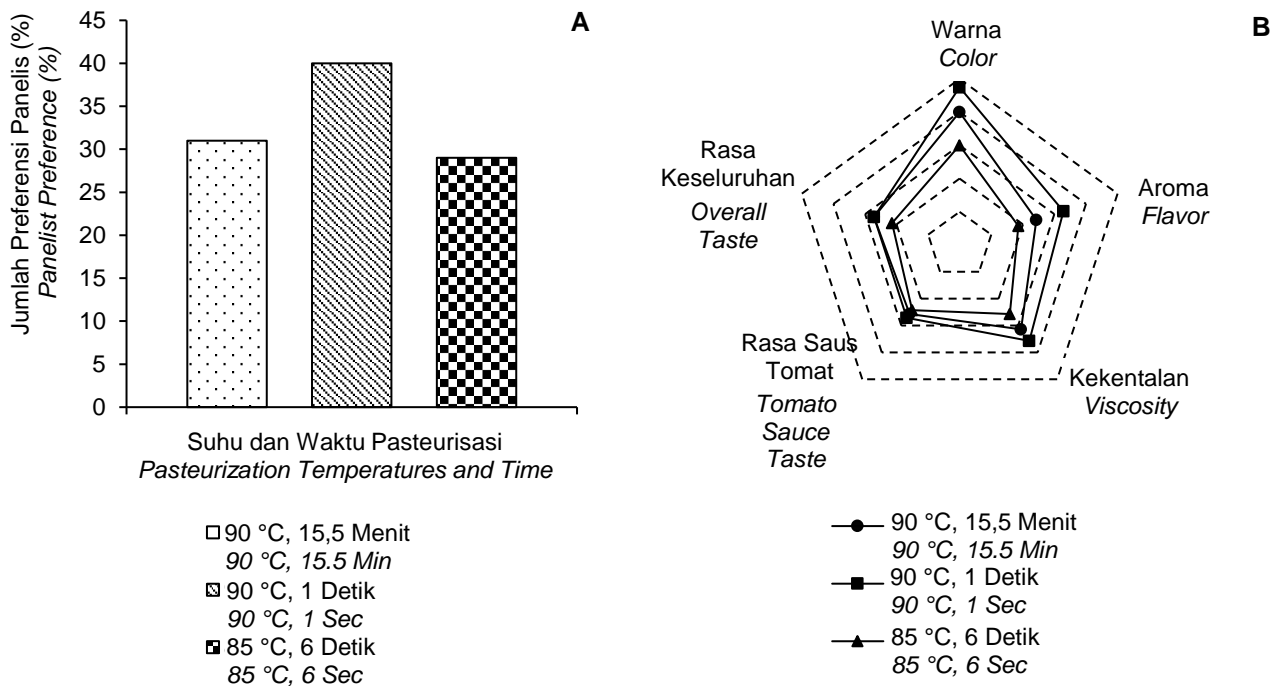 A
Jumlah Preferensi Panelis (%)
Panelist Preference (%)
45
40
35
30
25
20
15
10
5
0
Suhu dan Waktu Pasteurisasi
Pasteurization Temperatures and Time
90 °C, 15,5 Menit
90 °C, 15.5 Min
90 °C, 1 Detik
90 °C, 1 Sec
85 °C, 6 Detik
85 °C, 6 Sec
B
Warna
Color
Aroma
Flavor
Kekentalan
Viscosity
Rasa Saus
Tomat
Tomato
Sauce
Taste
Rasa
Keseluruhan
Overall
Taste
90 °C, 15,5 Menit
90 °C, 15.5 Min
90 °C, 1 Detik
90 °C, 1 Sec
85 °C, 6 Detik
85 °C, 6 Sec